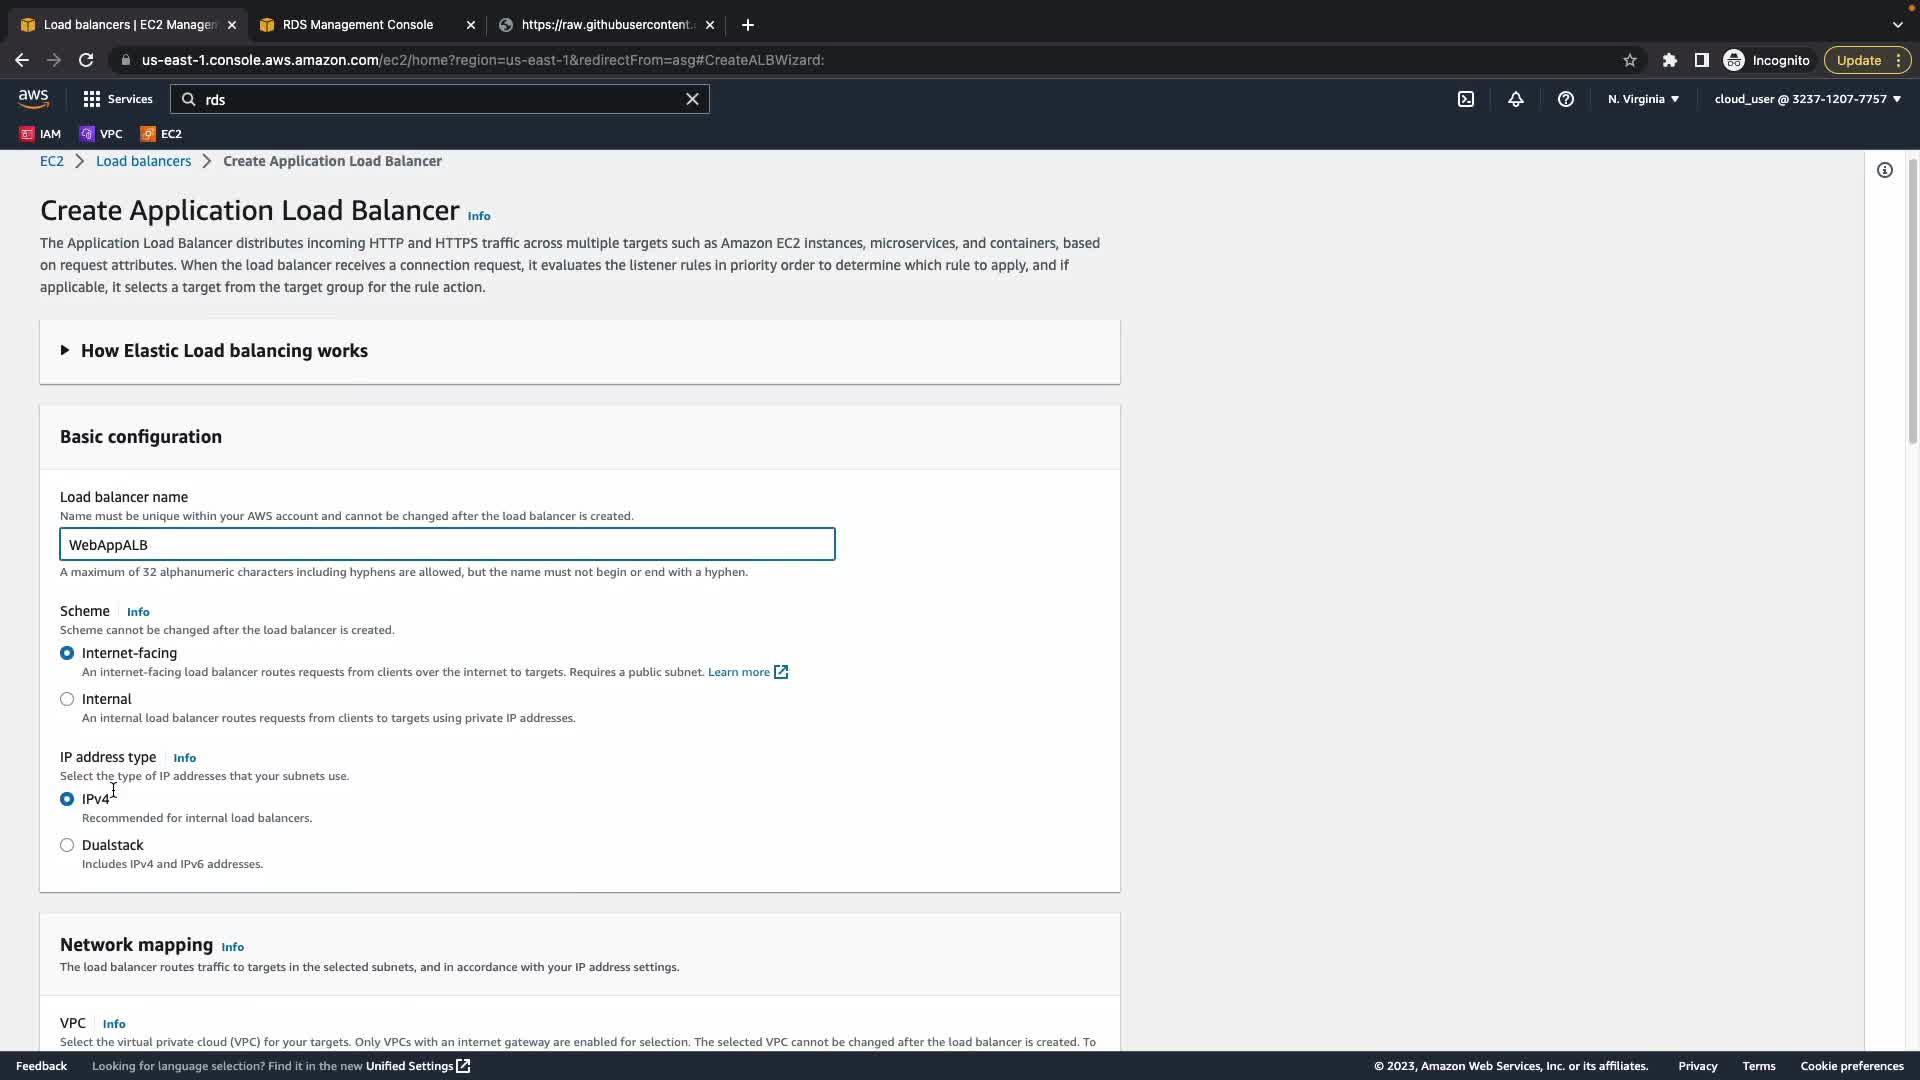 Load balancers | EC2 Managem
RDS Management Console
https://raw.githubusercontent.
us-east-1.console.aws.amazon.com/ec2/home?region=us-east-1&redirectFrom=asg#CreateALBWizard:
Incognito
Update
aws
Services
rds
N. Virginia
cloud_user @ 3237-1207-7757
IAM
VPC
EC2
EC2
Load balancers
Create Application Load Balancer
Create Application Load Balancer Info
The Application Load Balancer distributes incoming HTTP and HTTPS traffic across multiple targets such as Amazon EC2 instances, microservices, and containers, based
on request attributes. When the load balancer receives a connection request, it evaluates the listener rules in priority order to determine which rule to apply, and if
applicable, it selects a target from the target group for the rule action.
How Elastic Load balancing works
Basic configuration
Load balancer name
Name must be unique within your AWS account and cannot be changed after the load balancer is created.
WebAppALB
A maximum of 32 alphanumeric characters including hyphens are allowed, but the name must not begin or end with a hyphen.
Scheme Info
Scheme cannot be changed after the load balancer is created.
Internet-facing
An internet-facing load balancer routes requests from clients over the internet to targets. Requires a public subnet. Learn more
Internal
An internal load balancer routes requests from clients to targets using private IP addresses.
IP address type Info
Select the type of IP addresses that your subnets use.
IPv4
Recommended for internal load balancers.
Dualstack
Includes IPv4 and IPv6 addresses.
Network mapping Info
The load balancer routes traffic to targets in the selected subnets, and in accordance with your IP address settings.
VPC Info
Select the virtual private cloud (VPC) for your targets. Only VPCs with an internet gateway are enabled for selection. The selected VPC cannot be changed after the load balancer is created. To
Feedback
Looking for language selection? Find it in the new Unified Settings
© 2023, Amazon Web Services, Inc. or its affiliates.
Privacy
Terms
Cookie preferences